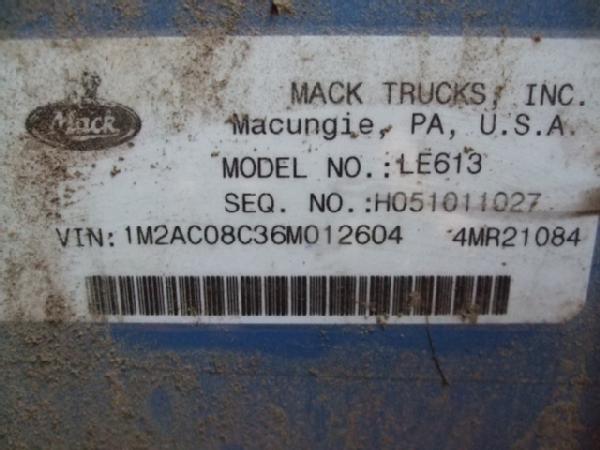 Mack
MACK TRUCKS, INC.
Macungie, PA, U.S.A.
MODEL NO.:LE613
SEQ. NO.:H051011027
VIN:1M2AC08C36M012604 4MR21084